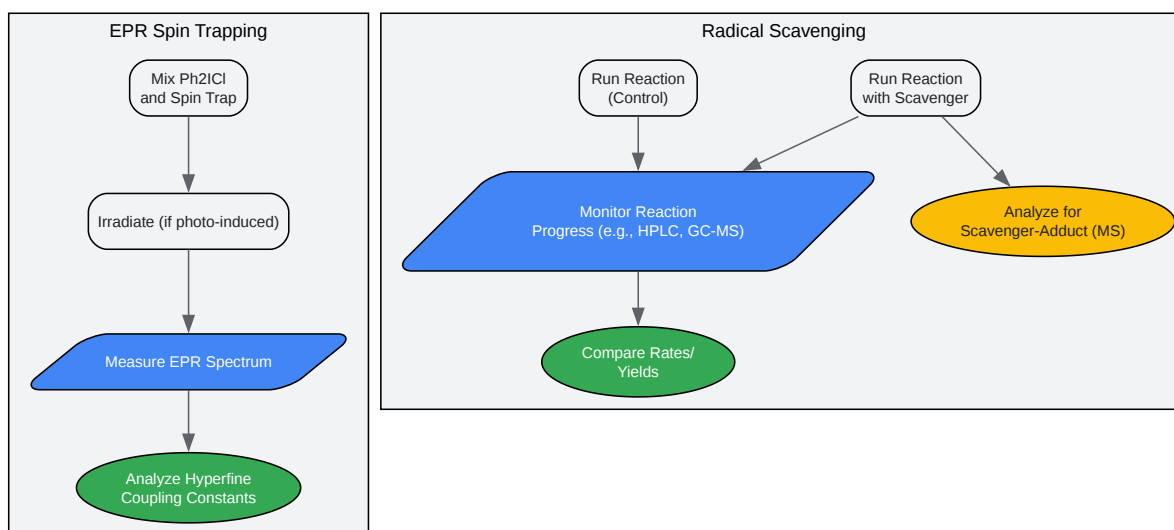 EPR Spin Trapping
Mix Ph2ICl
and Spin Trap
Irradiate (if photo-induced)
Measure EPR Spectrum
Analyze Hyperfine
Coupling Constants
Radical Scavenging
Run Reaction
(Control)
Run Reaction
with Scavenger
Monitor Reaction
Progress (e.g., HPLC, GC-MS)
Analyze for
Scavenger-Adduct (MS)
Compare Rates/
Yields